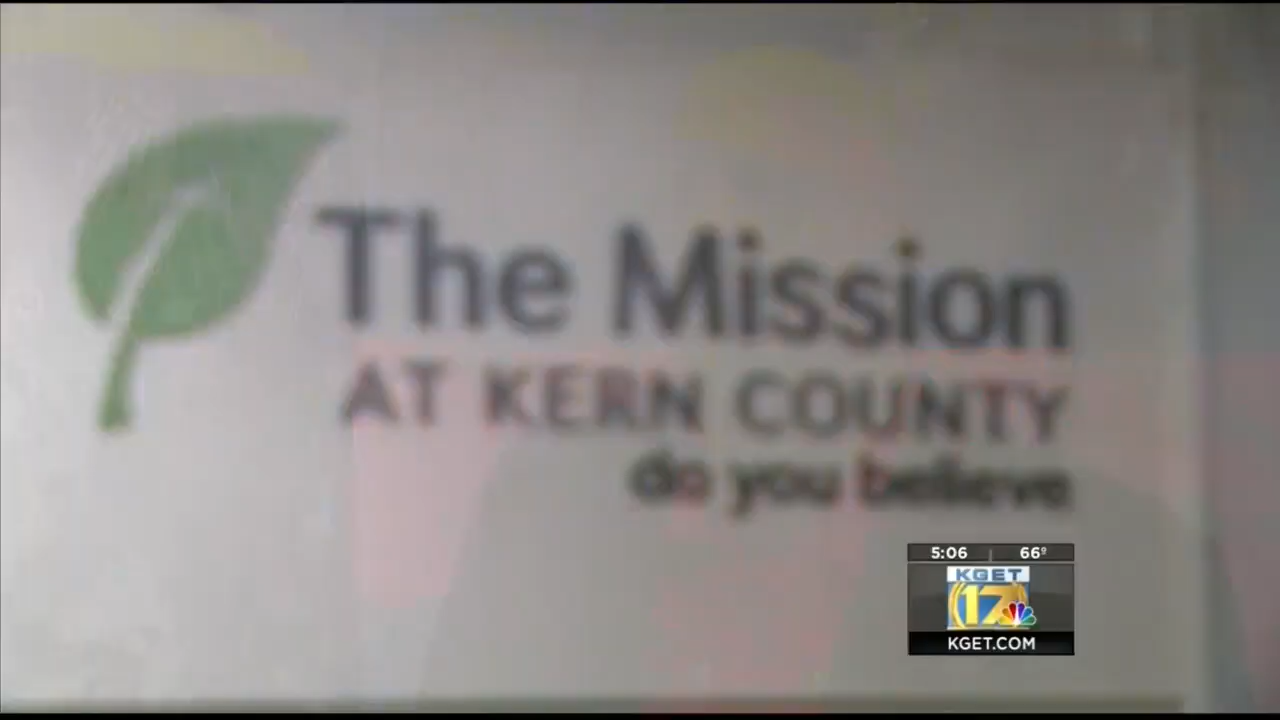 The Mission
AT KERN COUNTY
do you believe
5:06 | 66°
KGET
17
KGET.COM